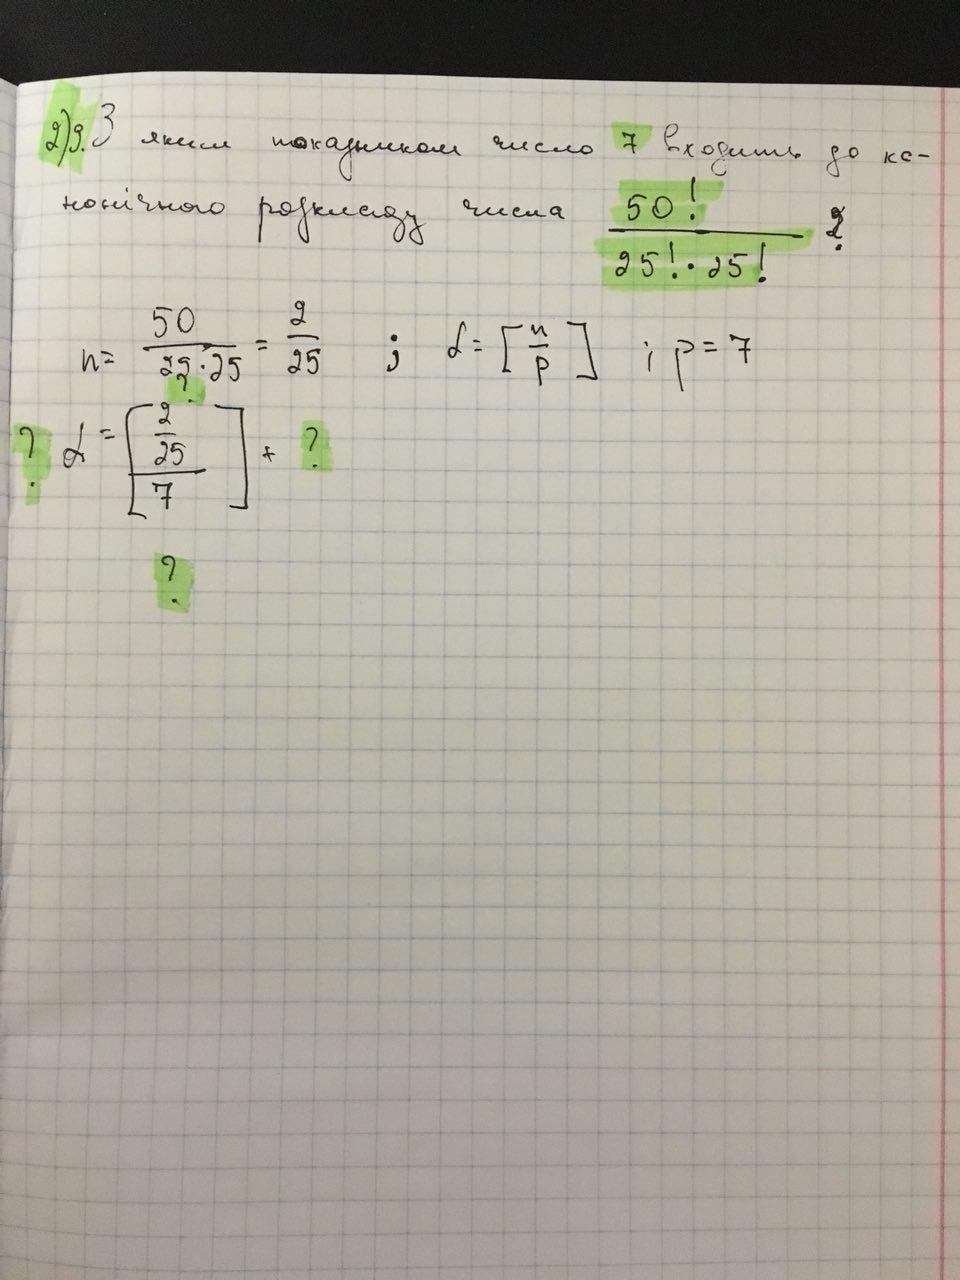 2) 9. З яким показником число 7 входить до ка-
нонічного розкладу числа 50! / 25! · 25! ?
n = 50 / 25 · 25 = 2 / 25 ; α = [n / p] ; p = 7
?
? α = [2/25 / 7] + ?
?